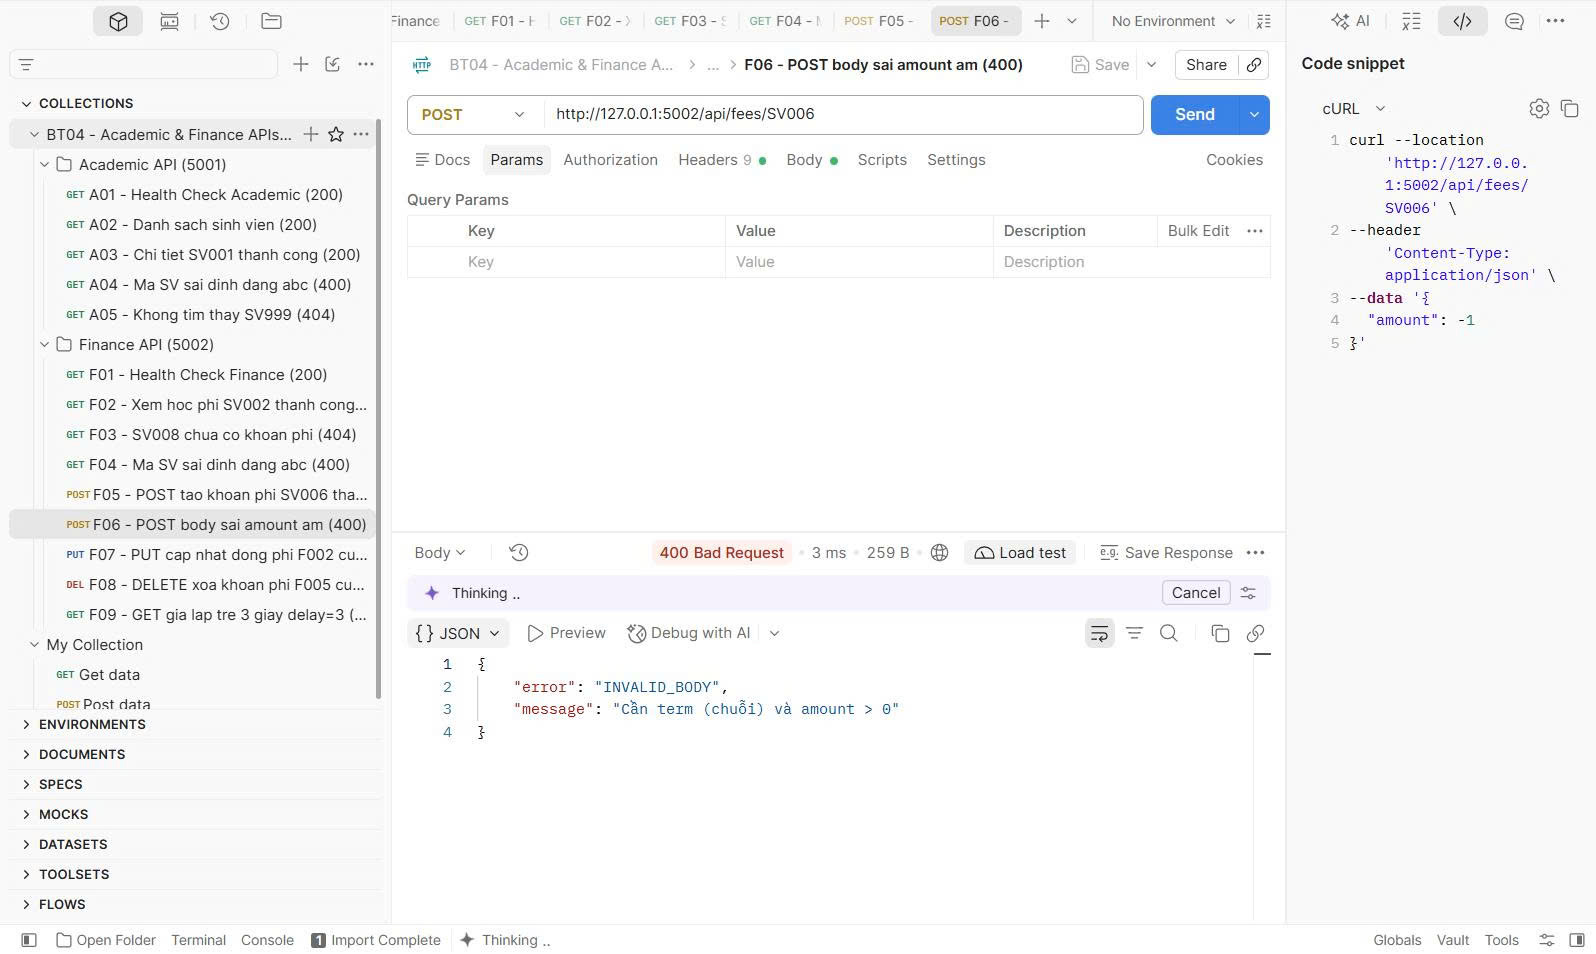 Finance
GET F01 -
GET F02 -
GET F03 -
GET F04 -
POST F05 -
POST F06 -
No Environment
AI
HTTP
BT04 - Academic & Finance A...
...
F06 - POST body sai amount am (400)
Save
Share
Code snippet
COLLECTIONS
BT04 - Academic & Finance APIs...
Academic API (5001)
GET A01 - Health Check Academic (200)
GET A02 - Danh sach sinh vien (200)
GET A03 - Chi tiet SV001 thanh cong (200)
GET A04 - Ma SV sai dinh dang abc (400)
GET A05 - Khong tim thay SV999 (404)
Finance API (5002)
GET F01 - Health Check Finance (200)
GET F02 - Xem hoc phi SV002 thanh cong...
GET F03 - SV008 chua co khoan phi (404)
GET F04 - Ma SV sai dinh dang abc (400)
POST F05 - POST tao khoan phi SV006 tha...
POST F06 - POST body sai amount am (400)
PUT F07 - PUT cap nhat dong phi F002 cu...
DEL F08 - DELETE xoa khoan phi F005 cu...
GET F09 - GET gia lap tre 3 giay delay=3 (...
My Collection
GET Get data
POST Post data
ENVIRONMENTS
DOCUMENTS
SPECS
MOCKS
DATASETS
TOOLSETS
FLOWS
POST
http://127.0.0.1:5002/api/fees/SV006
Send
Docs
Params
Authorization
Headers 9
Body
Scripts
Settings
Cookies
Query Params
Key Value Description Bulk Edit
Key Value Description
Body
400 Bad Request
3 ms
259 B
Load test
e.g. Save Response
Thinking ..
Cancel
{} JSON
Preview
Debug with AI
1 {
2 "error": "INVALID_BODY",
3 "message": "Cần term (chuỗi) và amount > 0"
4 }
cURL
1 curl --location
'http://127.0.0.
1:5002/api/fees/
SV006' \
2 --header
'Content-Type:
application/json' \
3 --data '{
4 "amount": -1
5 }'
Open Folder
Terminal
Console
1 Import Complete
Thinking ..
Globals
Vault
Tools